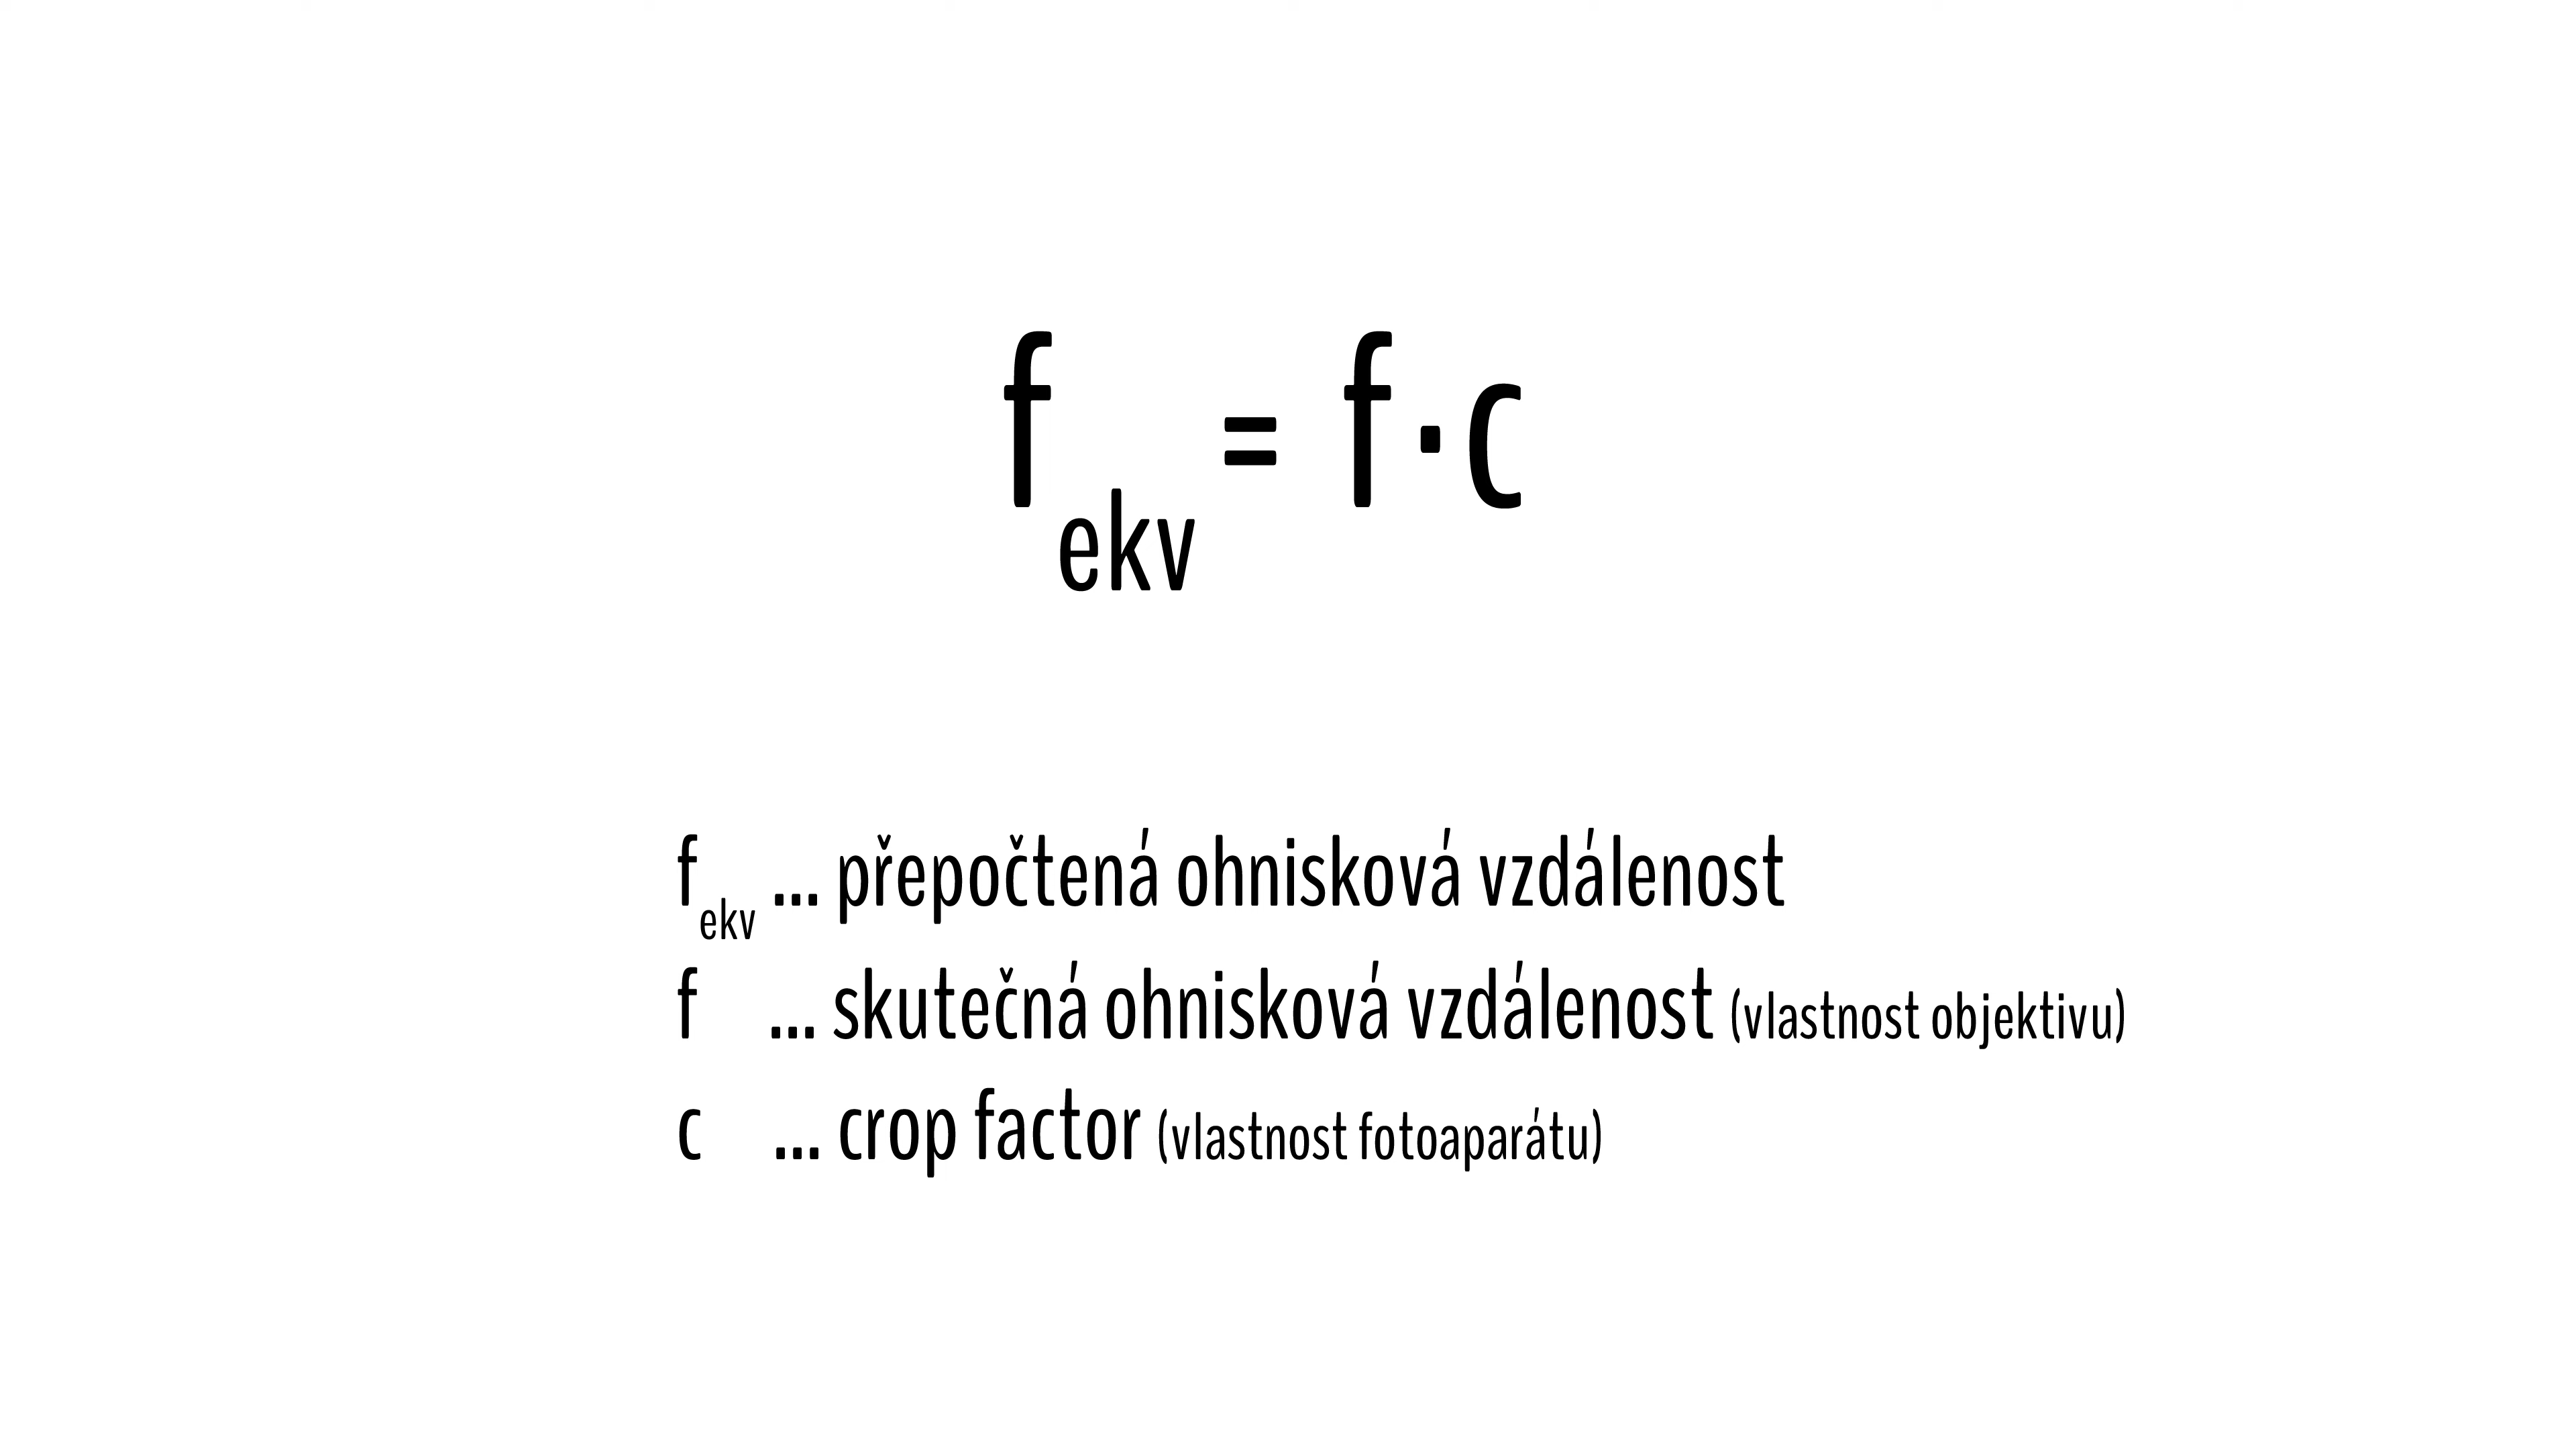 fekv = f·c
fekv ... přepočtená ohnisková vzdálenost
f ... skutečná ohnisková vzdálenost (vlastnost objektivu)
c ... crop factor (vlastnost fotoaparátu)